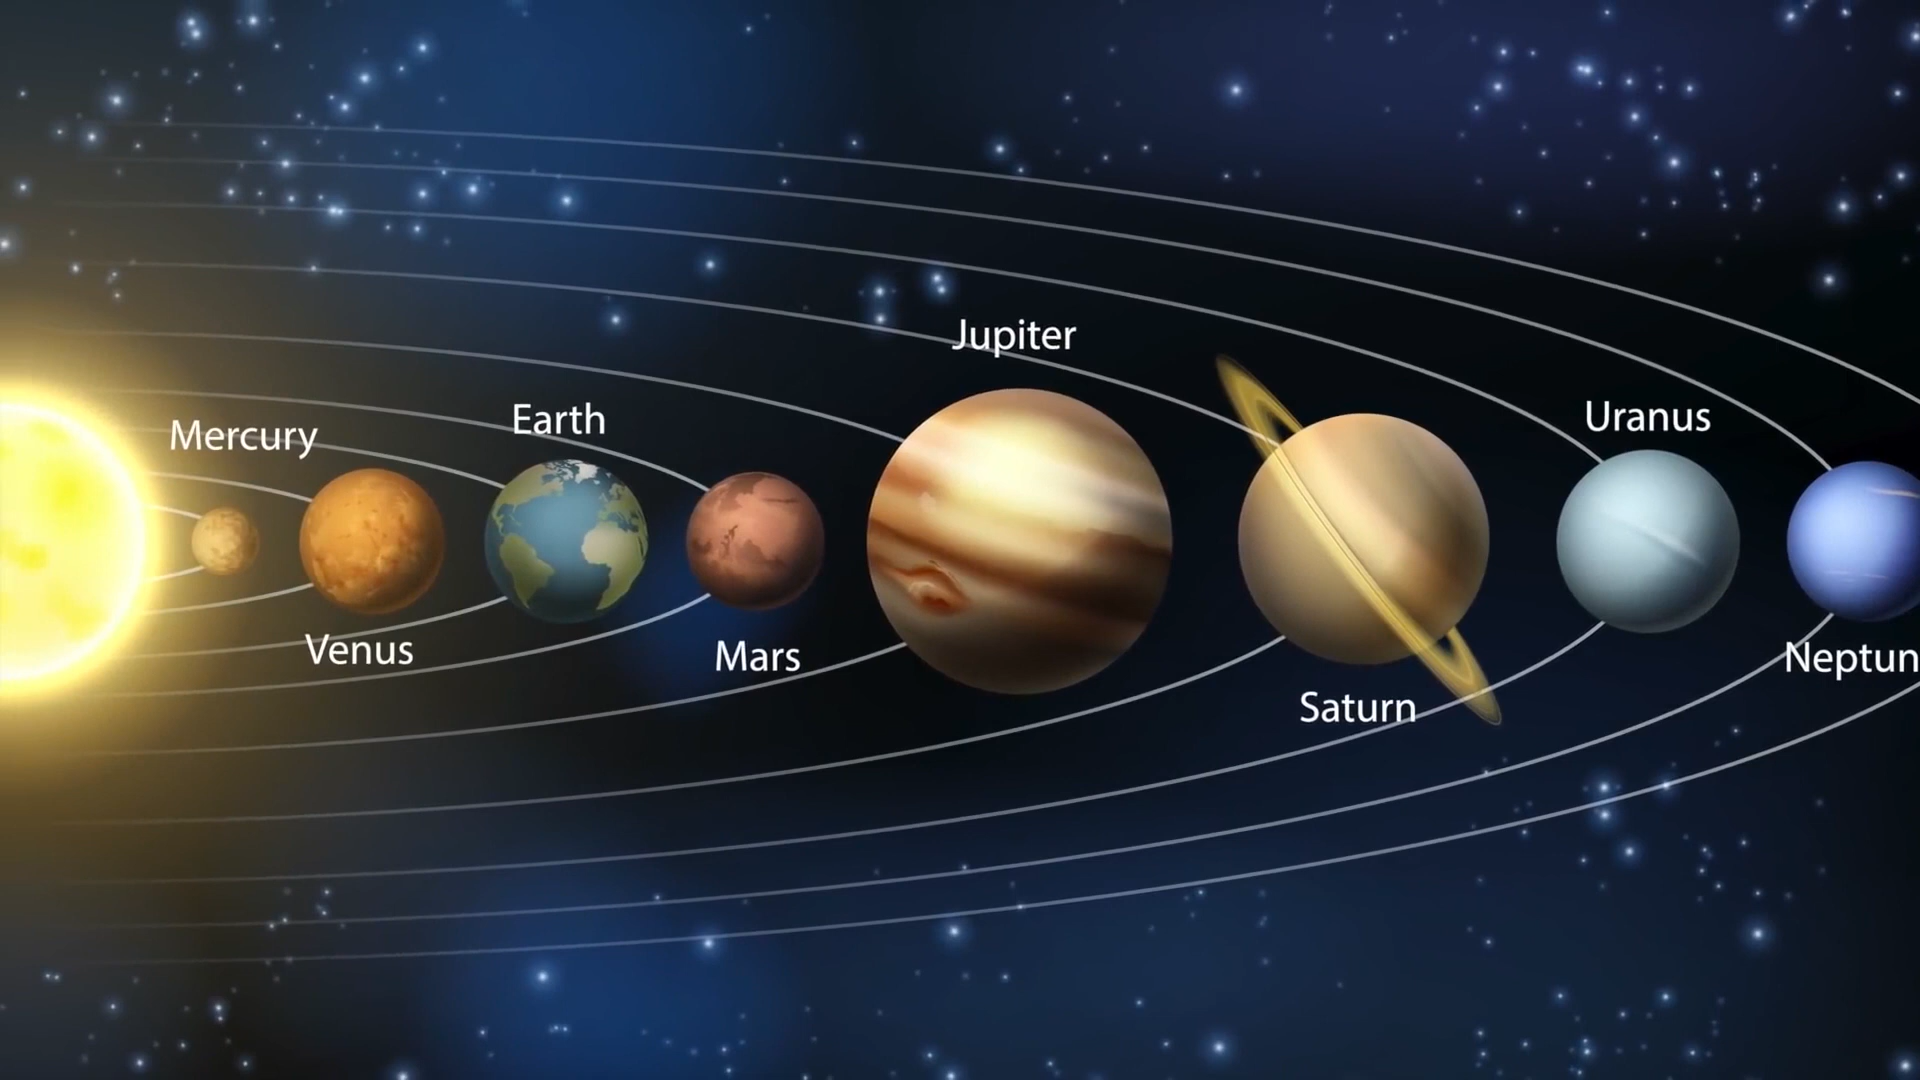 Mercury
Venus
Earth
Mars
Jupiter
Saturn
Uranus
Neptun